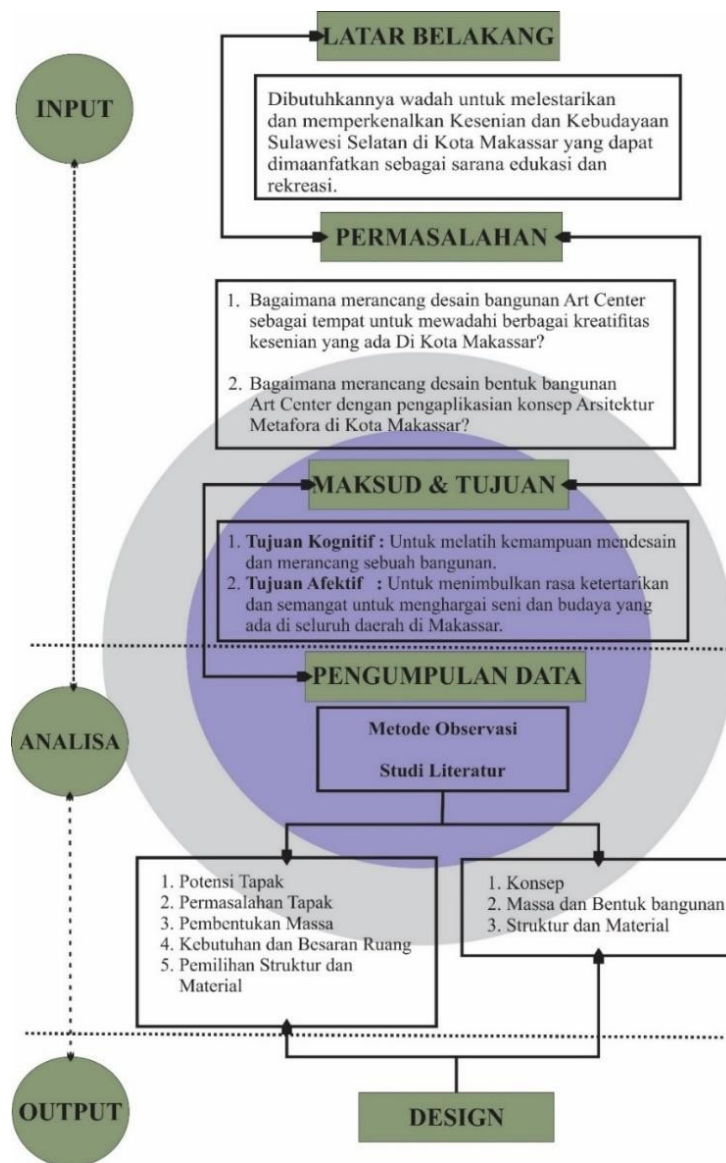 LATAR BELAKANG
INPUT
Dibutuhkannya wadah untuk melestarikan
dan memperkenalkan Kesenian dan Kebudayaan
Sulawesi Selatan di Kota Makassar yang dapat
dimaanfatkan sebagai sarana edukasi dan
rekreasi.
PERMASALAHAN
1. Bagaimana merancang desain bangunan Art Center
sebagai tempat untuk mewadahi berbagai kreatifitas
kesenian yang ada Di Kota Makassar?
2. Bagaimana merancang desain bentuk bangunan
Art Center dengan pengaplikasian konsep Arsitektur
Metafora di Kota Makassar?
MAKSUD & TUJUAN
1. Tujuan Kognitif : Untuk melatih kemampuan mendesain
dan merancang sebuah bangunan.
2. Tujuan Afektif : Untuk menimbulkan rasa ketertarikan
dan semangat untuk menghargai seni dan budaya yang
ada di seluruh daerah di Makassar.
PENGUMPULAN DATA
ANALISA
Metode Observasi
Studi Literatur
1. Potensi Tapak
2. Permasalahan Tapak
3. Pembentukan Massa
4. Kebutuhan dan Besaran Ruang
5. Pemilihan Struktur dan
Material
1. Konsep
2. Massa dan Bentuk bangunan
3. Struktur dan Material
OUTPUT
DESIGN